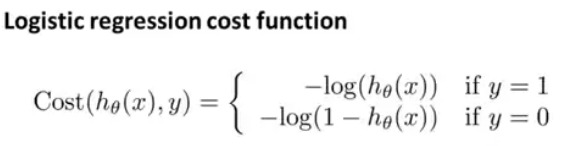 Logistic regression cost function
Cost(hθ(x), y) = { −log(hθ(x)) if y = 1
−log(1 − hθ(x)) if y = 0